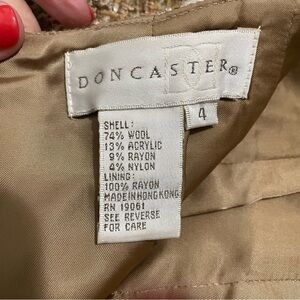 DONCASTER®
4
SHELL:
74% WOOL
13% ACRYLIC
9% RAYON
4% NYLON
LINING:
100% RAYON
MADE IN HONG KONG
RN 19061
SEE REVERSE
FOR CARE